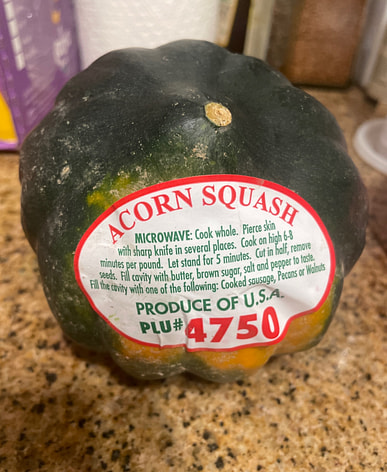 ACORN SQUASH
MICROWAVE: Cook whole. Pierce skin
with sharp knife in several places. Cook on high 6-8
minutes per pound. Let stand for 5 minutes. Cut in half, remove
seeds. Fill cavity with butter, brown sugar, salt and pepper to taste.
Fill the cavity with one of the following: Cooked sausage, Pecans or Walnuts
PRODUCE OF U.S.A.
PLU# 4750